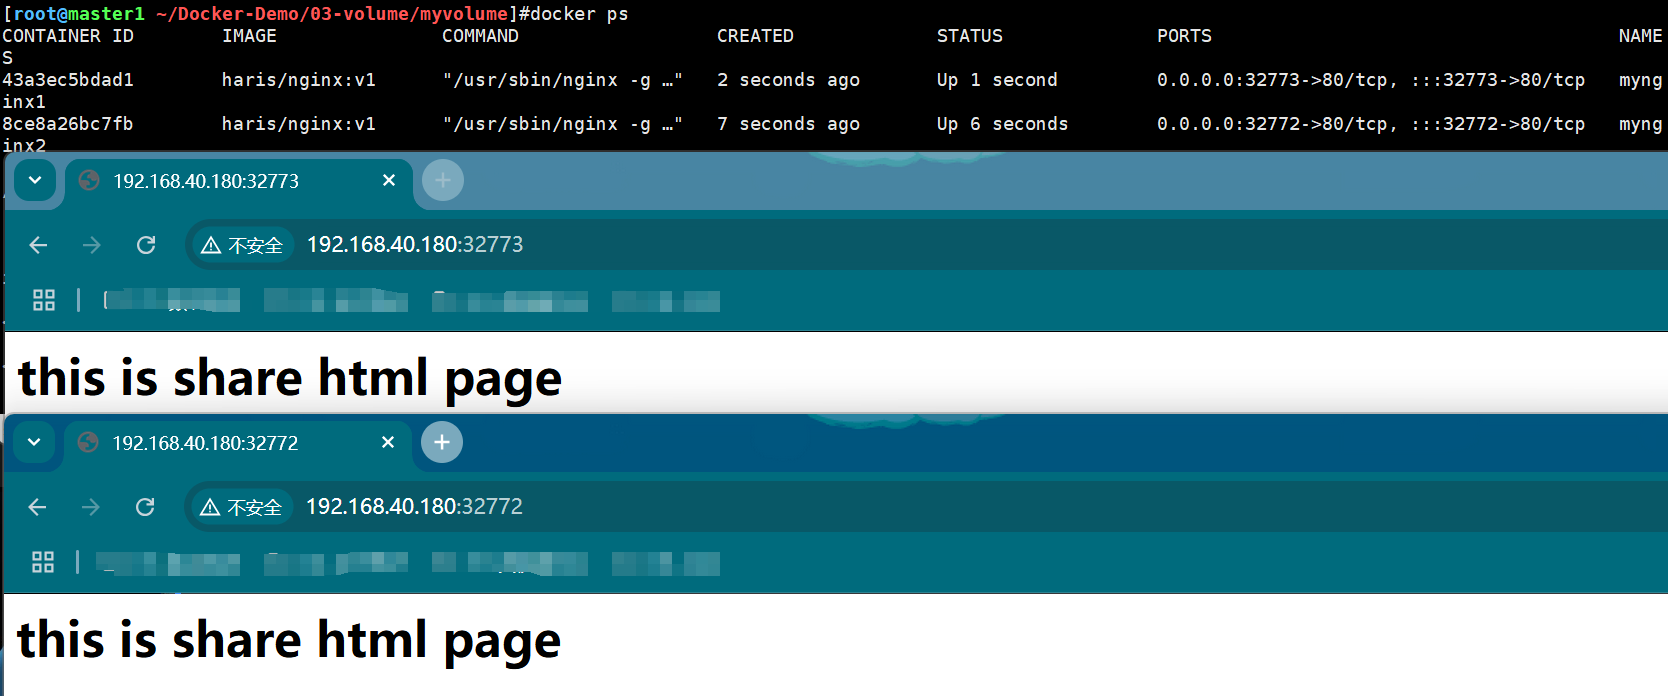 [root@master1 ~/Docker-Demo/03-volume/myvolume]#docker ps
CONTAINER ID IMAGE COMMAND CREATED STATUS PORTS NAME
S
43a3ec5bdad1 haris/nginx:v1 "/usr/sbin/nginx -g …" 2 seconds ago Up 1 second 0.0.0.0:32773->80/tcp, :::32773->80/tcp myng
inx1
8ce8a26bc7fb haris/nginx:v1 "/usr/sbin/nginx -g …" 7 seconds ago Up 6 seconds 0.0.0.0:32772->80/tcp, :::32772->80/tcp myng
inx2
192.168.40.180:32773
不安全 192.168.40.180:32773
this is share html page
192.168.40.180:32772
不安全 192.168.40.180:32772
this is share html page